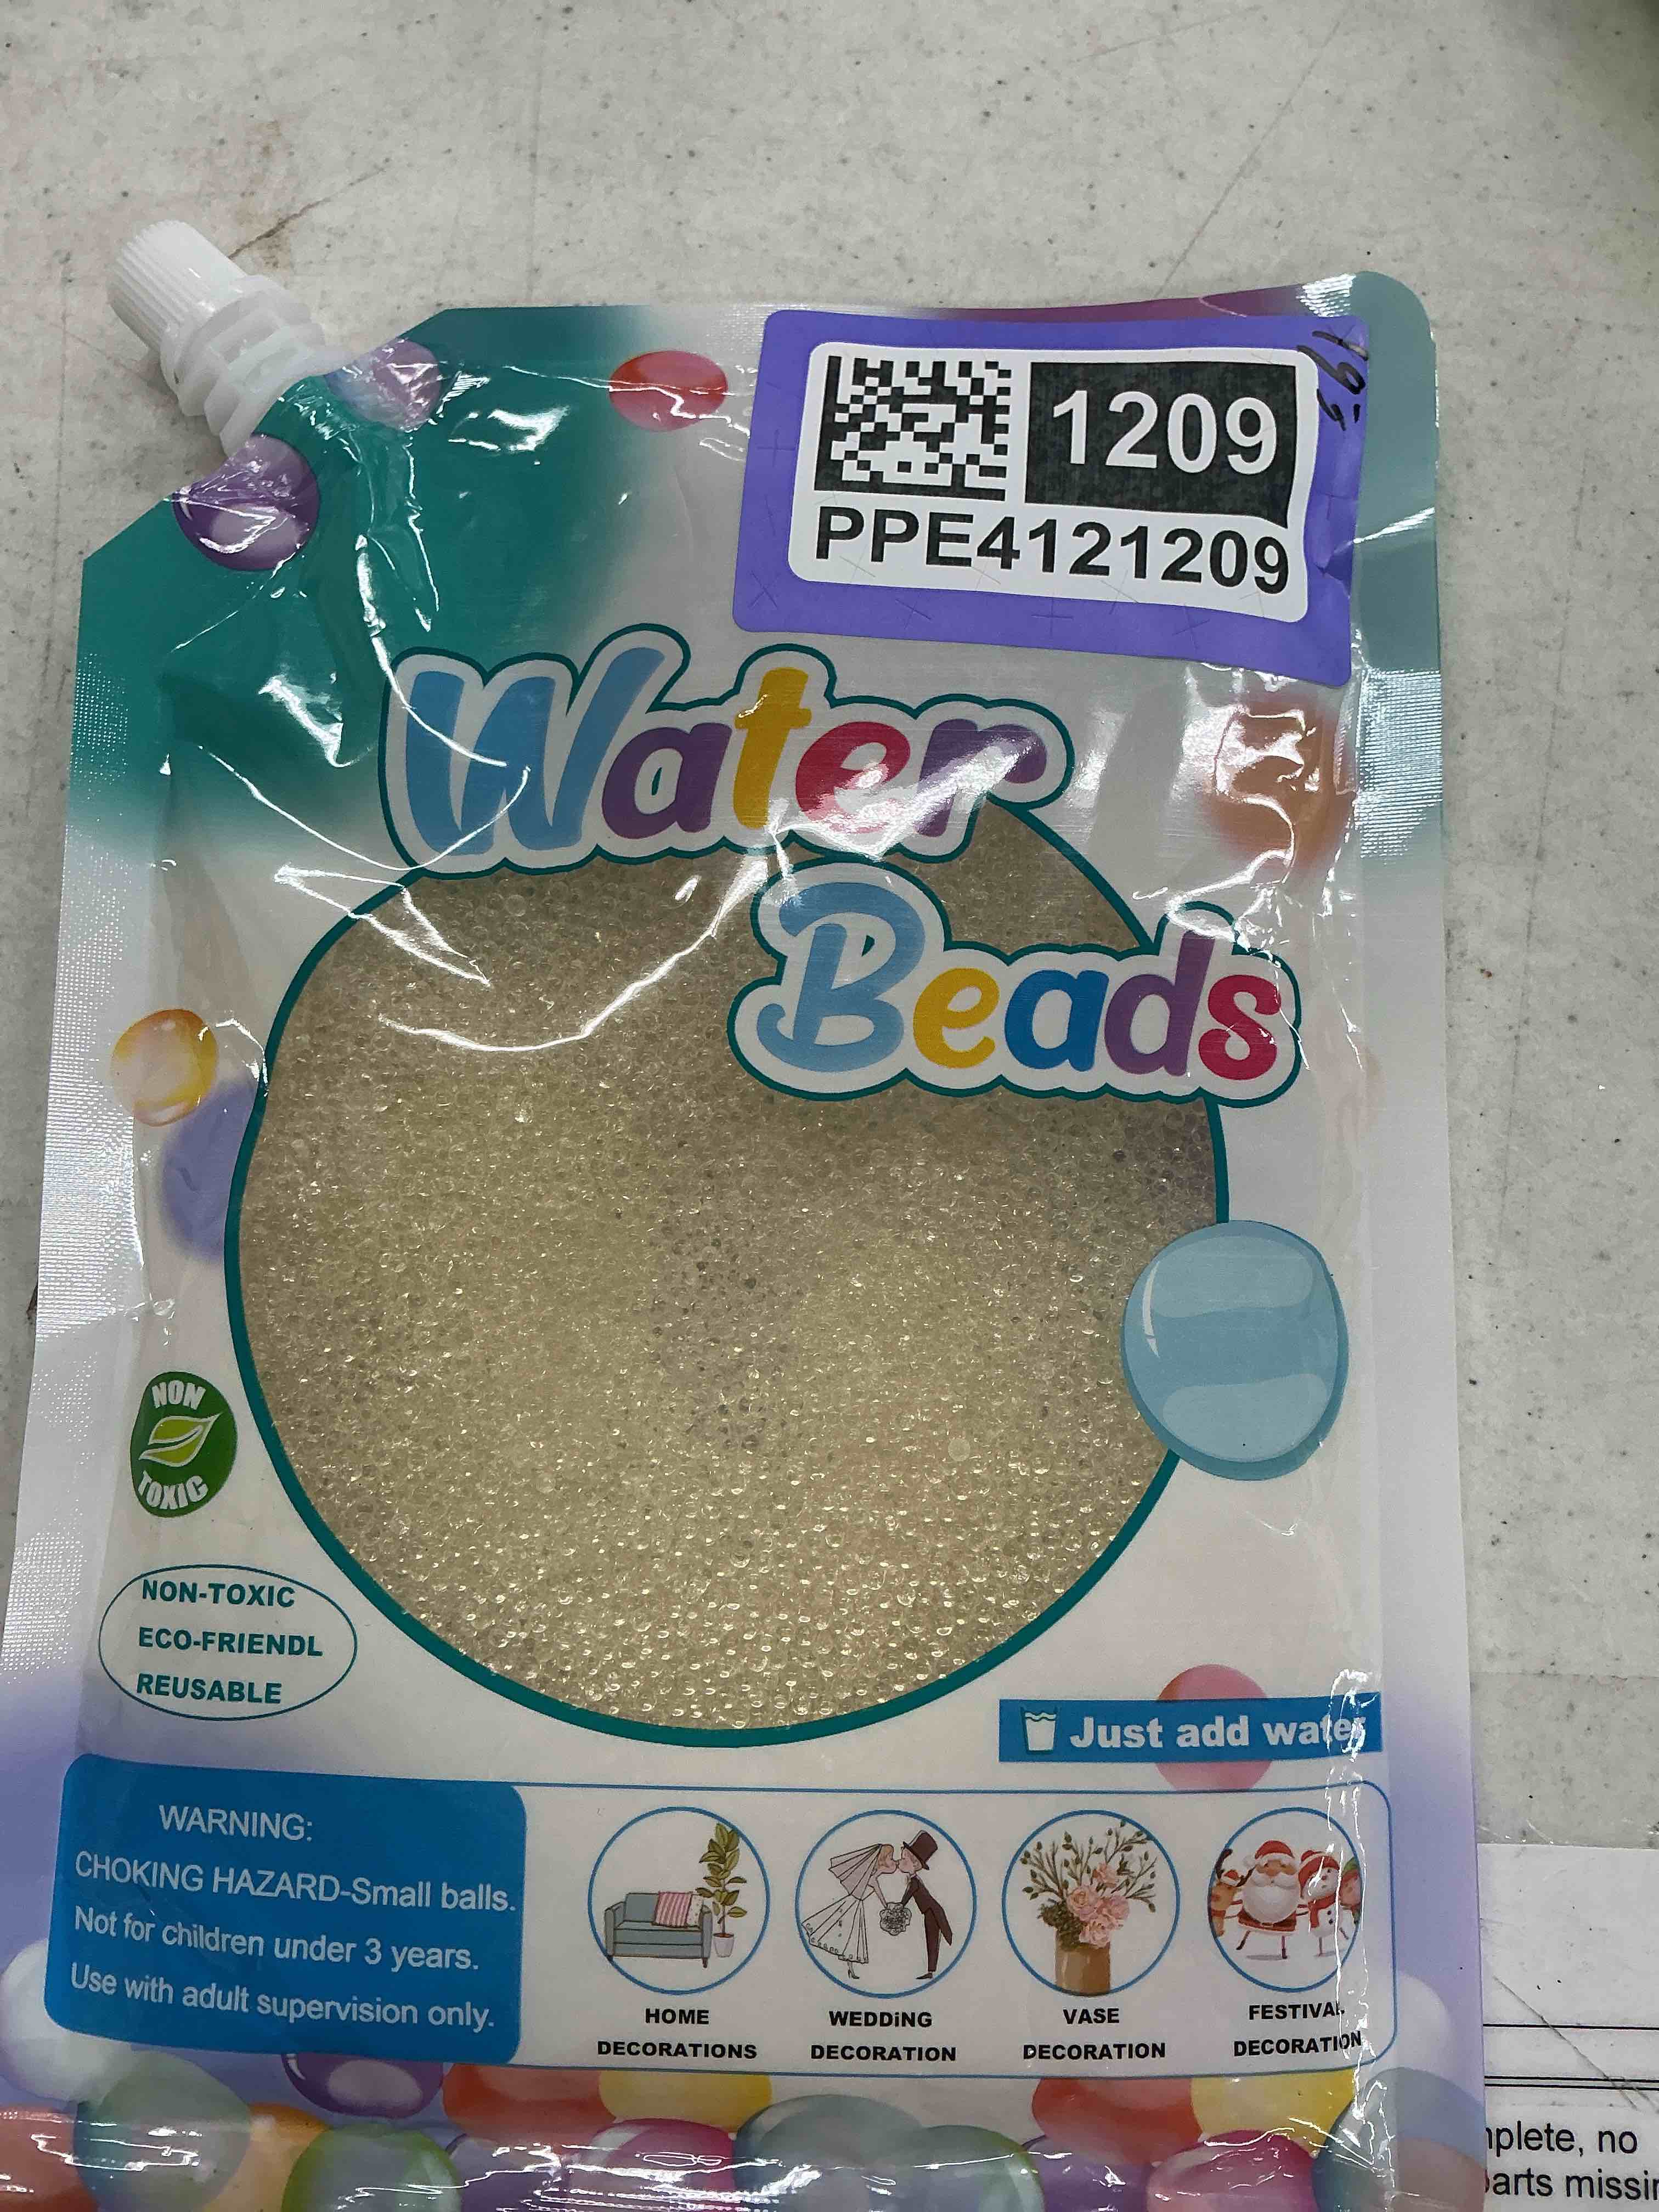 1209
PPE4121209
Water
Beads
NON
TOXIC
NON-TOXIC
ECO-FRIENDL
REUSABLE
Just add water
WARNING:
CHOKING HAZARD-Small balls.
Not for children under 3 years.
Use with adult supervision only.
HOME
DECORATIONS
WEDDiNG
DECORATION
VASE
DECORATION
FESTIVAL
DECORATION
mplete, no
parts missin